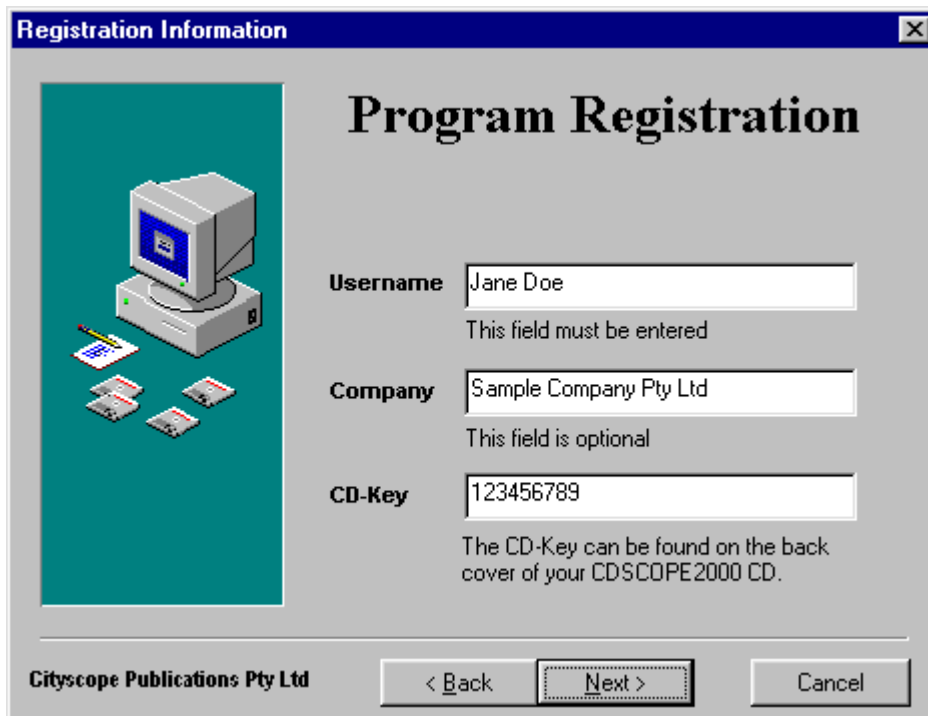 Registration Information
Program Registration
Username
Jane Doe
This field must be entered
Company
Sample Company Pty Ltd
This field is optional
CD-Key
123456789
The CD-Key can be found on the back
cover of your CDSCOPE2000 CD.
Cityscope Publications Pty Ltd
< Back
Next >
Cancel